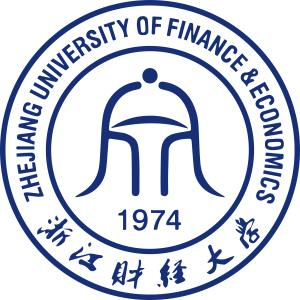 ZHEJIANG UNIVERSITY OF FINANCE & ECONOMICS
1974
浙江财经大学